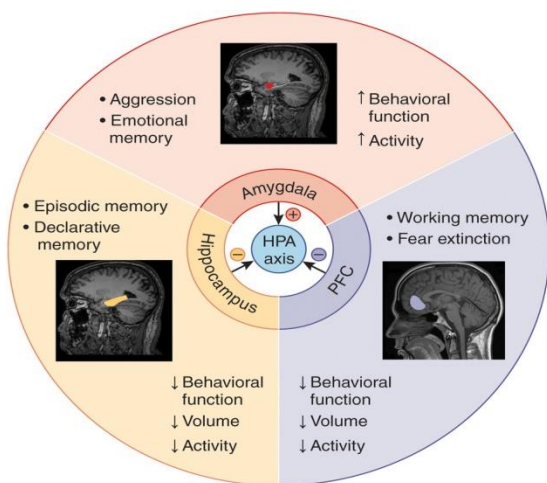 • Aggression
• Emotional
memory
↑ Behavioral
function
↑ Activity
• Episodic memory
• Declarative
memory
Amygdala
+
Hippocampus
−
HPA
axis
−
PFC
• Working memory
• Fear extinction
↓ Behavioral
function
↓ Volume
↓ Activity
↓ Behavioral
function
↓ Volume
↓ Activity